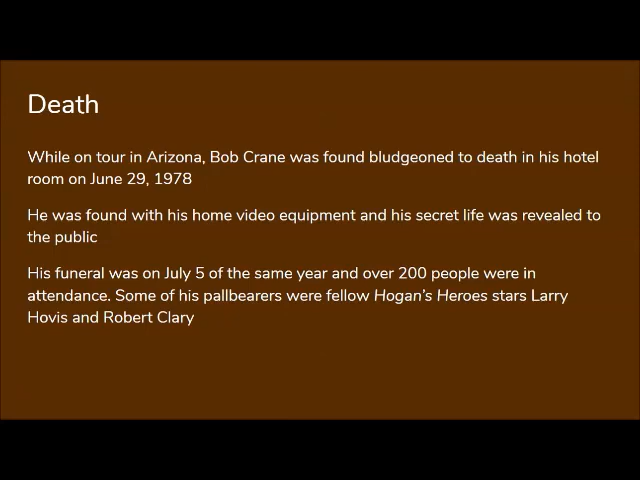 Death
While on tour in Arizona, Bob Crane was found bludgeoned to death in his hotel
room on June 29, 1978
He was found with his home video equipment and his secret life was revealed to
the public
His funeral was on July 5 of the same year and over 200 people were in
attendance. Some of his pallbearers were fellow Hogan's Heroes stars Larry
Hovis and Robert Clary